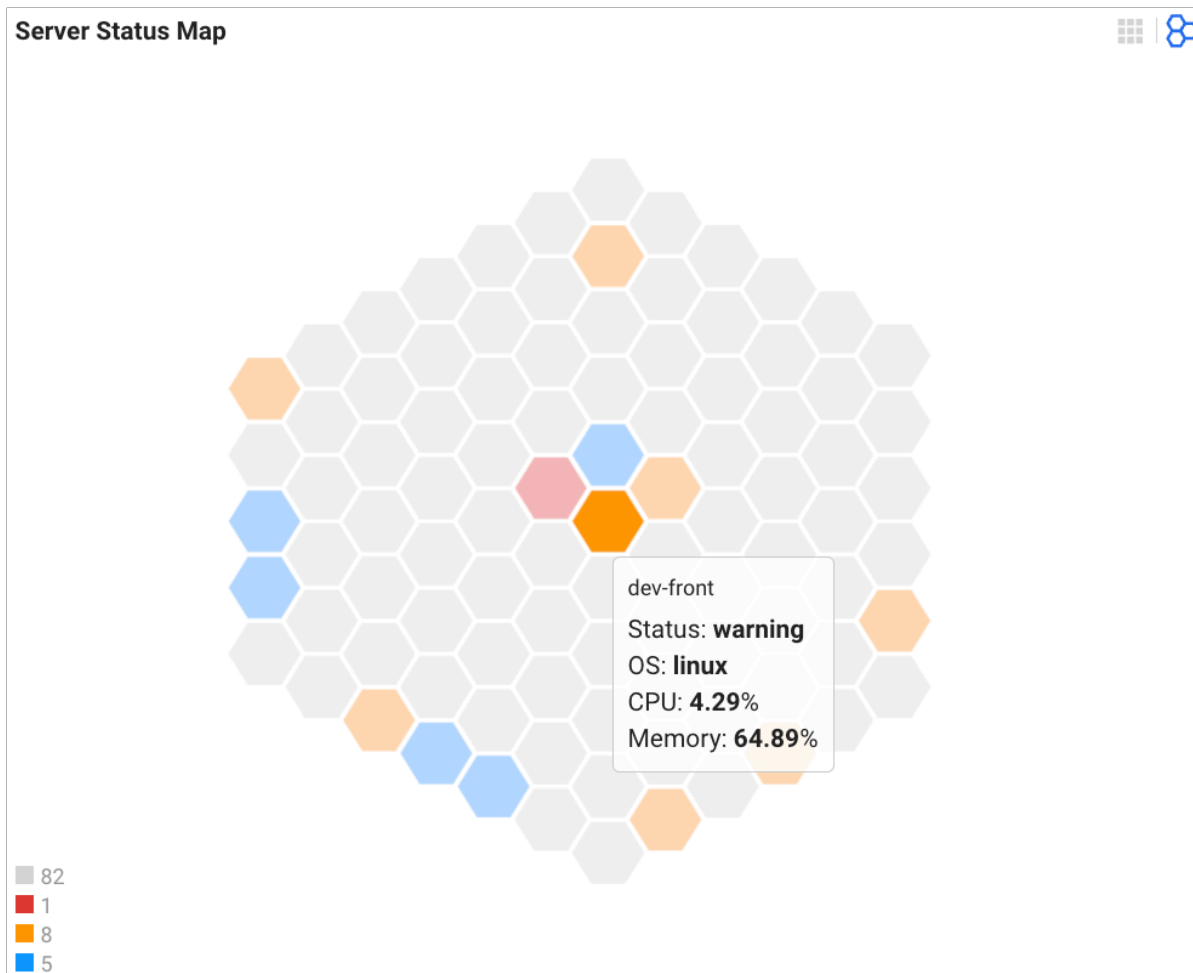 Server Status Map
dev-front
Status: warning
OS: linux
CPU: 4.29%
Memory: 64.89%
82
1
8
5